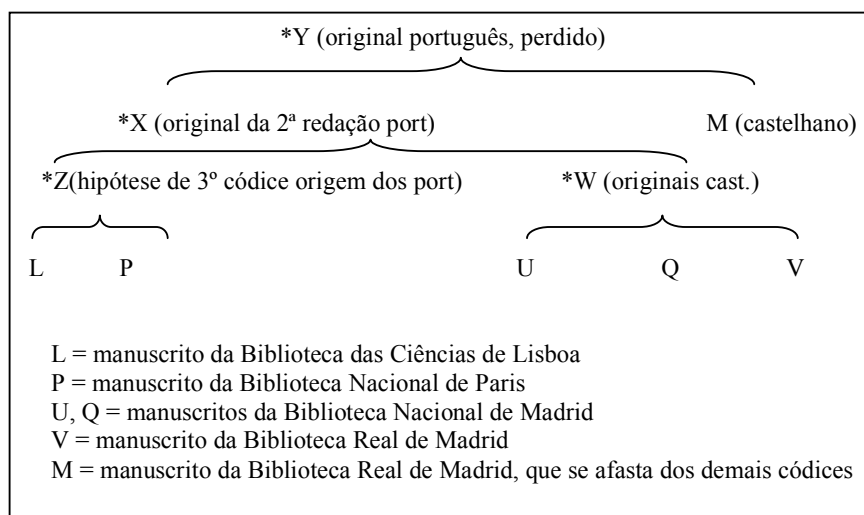 *Y (original português, perdido)
*X (original da 2ª redação port) M (castelhano)
*Z(hipótese de 3º códice origem dos port) *W (originais cast.)
L P U Q V
L = manuscrito da Biblioteca das Ciências de Lisboa
P = manuscrito da Biblioteca Nacional de Paris
U, Q = manuscritos da Biblioteca Nacional de Madrid
V = manuscrito da Biblioteca Real de Madrid
M = manuscrito da Biblioteca Real de Madrid, que se afasta dos demais códices